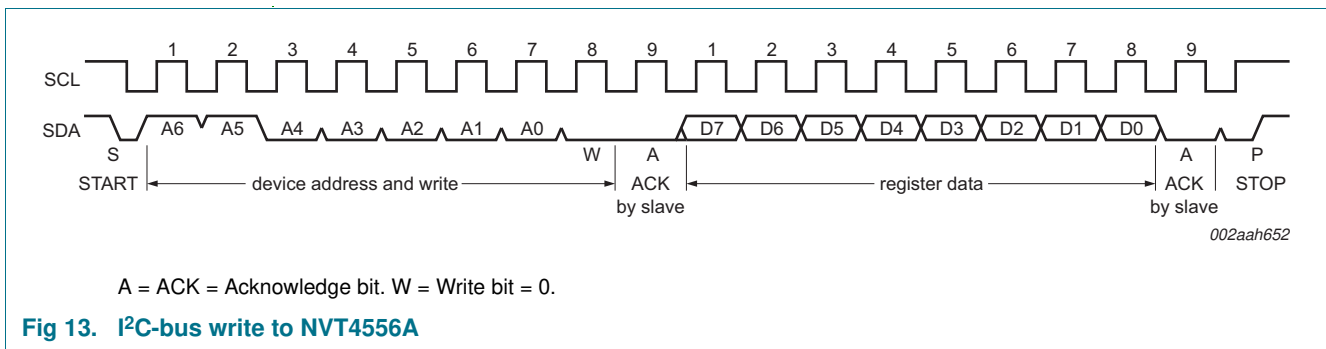 1 2 3 4 5 6 7 8 9 1 2 3 4 5 6 7 8 9
SCL
SDA A6 A5 A4 A3 A2 A1 A0 D7 D6 D5 D4 D3 D2 D1 D0
S W A A P
START device address and write ACK register data ACK STOP
by slave by slave
002aah652
A = ACK = Acknowledge bit. W = Write bit = 0.
Fig 13. I²C-bus write to NVT4556A